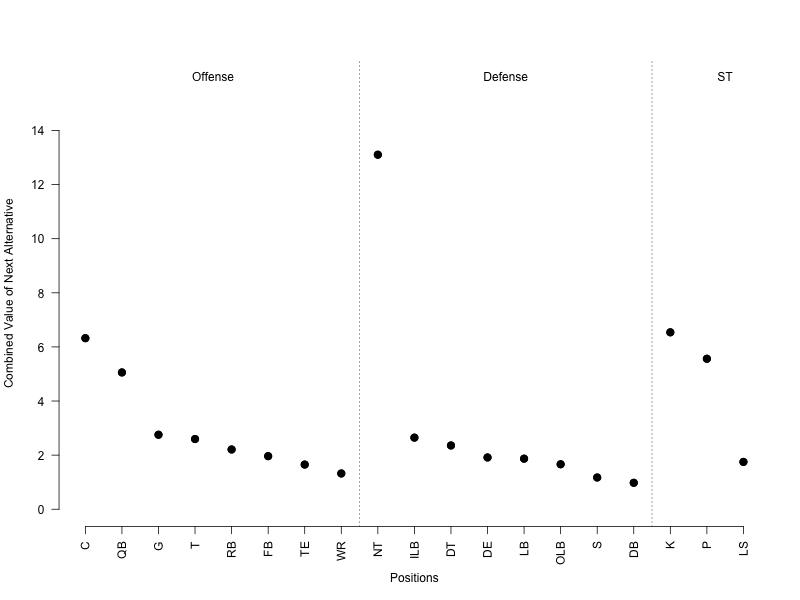 Offense
Defense
ST
Combined Value of Next Alternative
14
12
10
8
6
4
2
0
C
QB
G
T
RB
FB
TE
WR
NT
ILB
DT
DE
LB
OLB
S
DB
K
P
LS
Positions